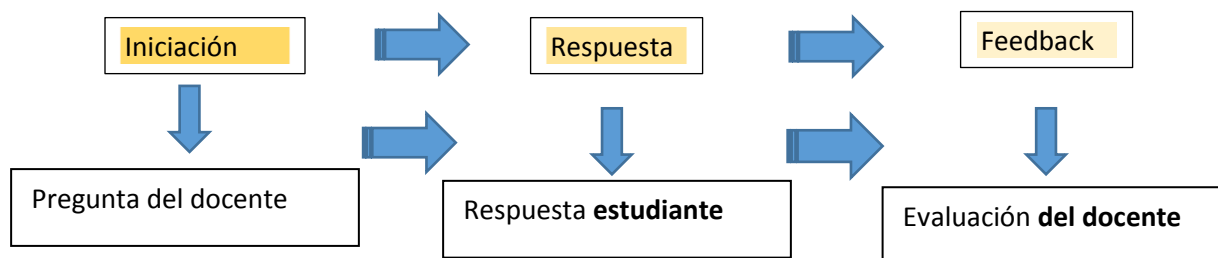 Iniciación
Respuesta
Feedback
Pregunta del docente
Respuesta estudiante
Evaluación del docente